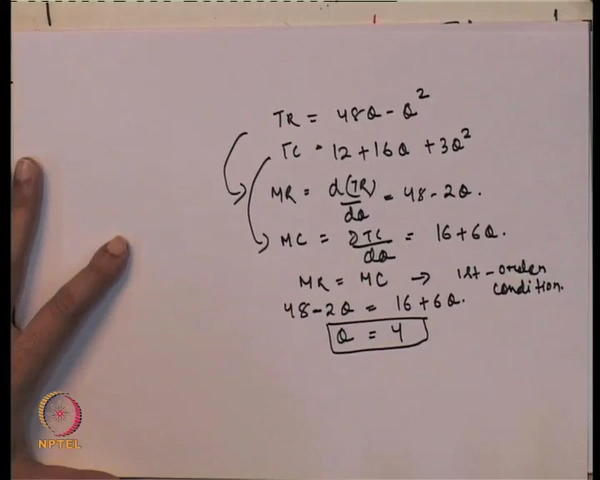 TR = 48Q - Q²
TC = 12 + 16Q + 3Q²
MR = d(TR)/dQ = 48 - 2Q.
MC = ∂TC/dQ = 16 + 6Q.
MR = MC → 1st-order condition.
48 - 2Q = 16 + 6Q.
Q = 4
NPTEL